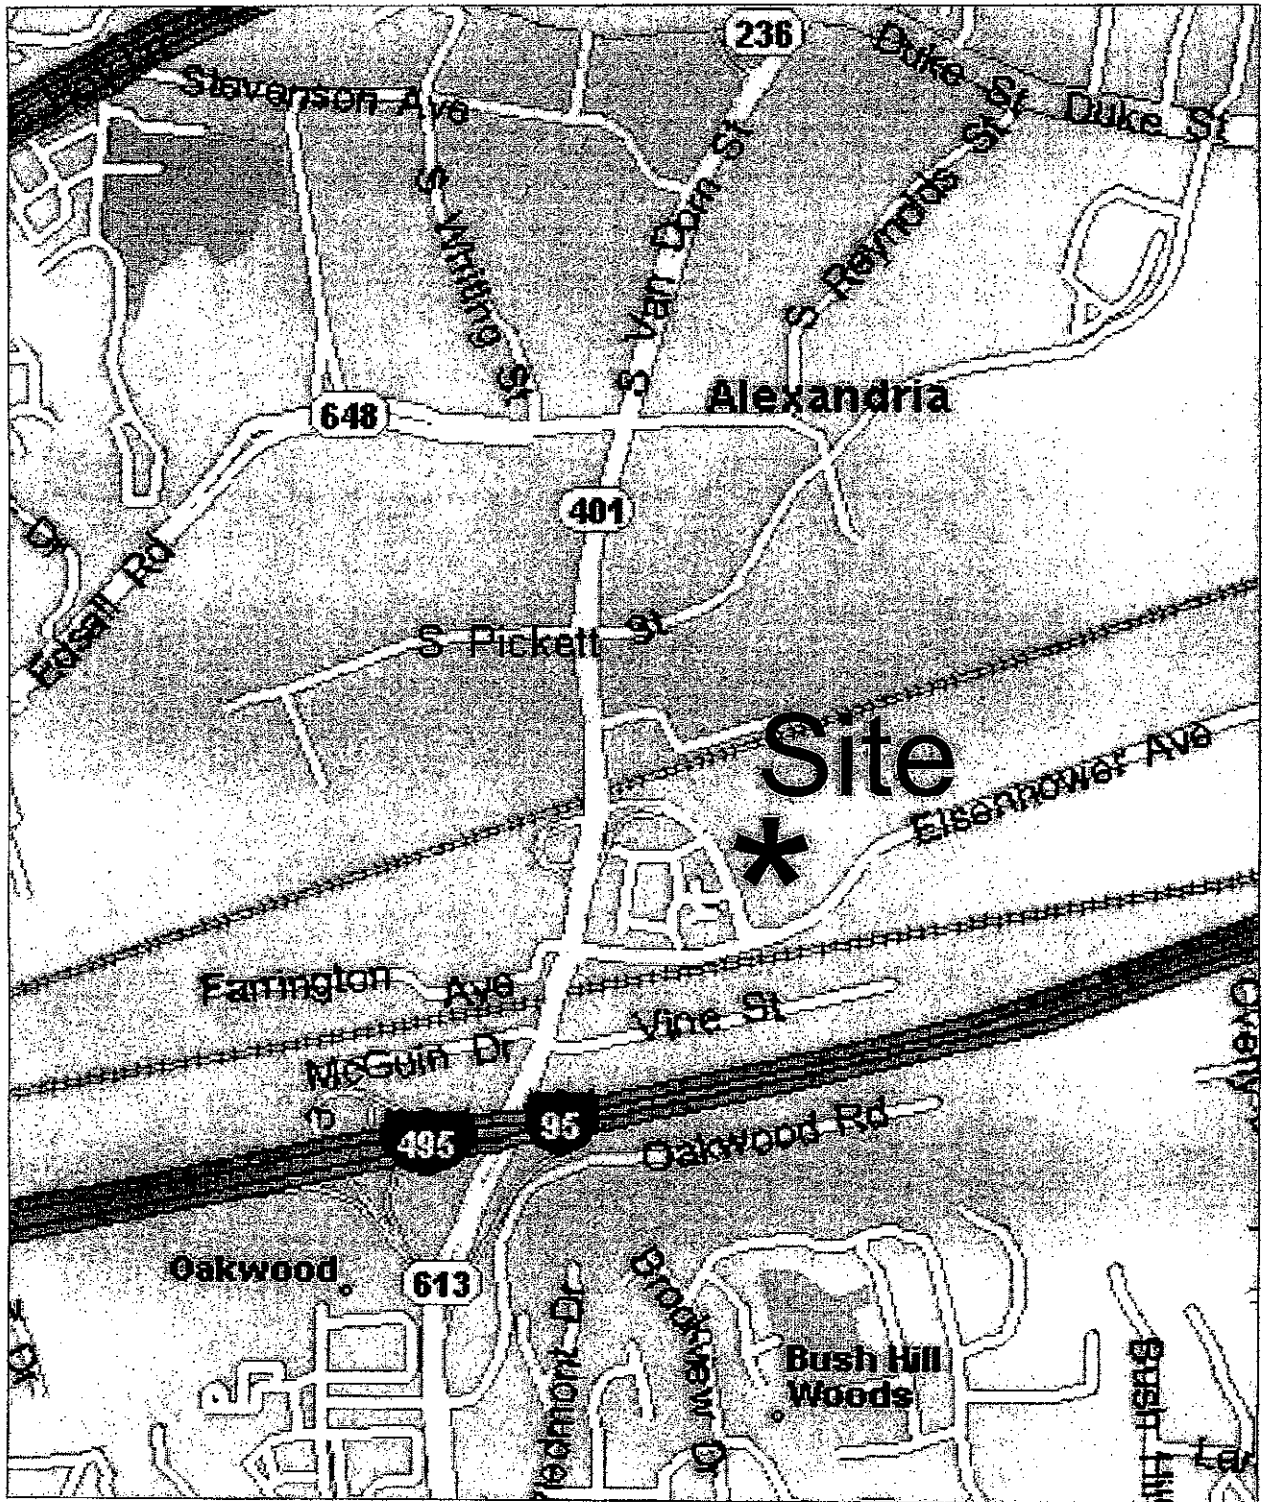 236
Duke St
Duke St
Stevenson Ave
S Whiting St
S Van Dorn St
S Reynolds St
Alexandria
648
401
Dr
Edsall Rd
S Pickett St
Site
*
Eisenhower Ave
Farrington Ave
Vine St
McGuin Dr
95
495
Oakwood Rd
Oakwood
613
Piedmont Dr
Brookview Dr
Bush Hill
Woods
Bush Hill
Lar